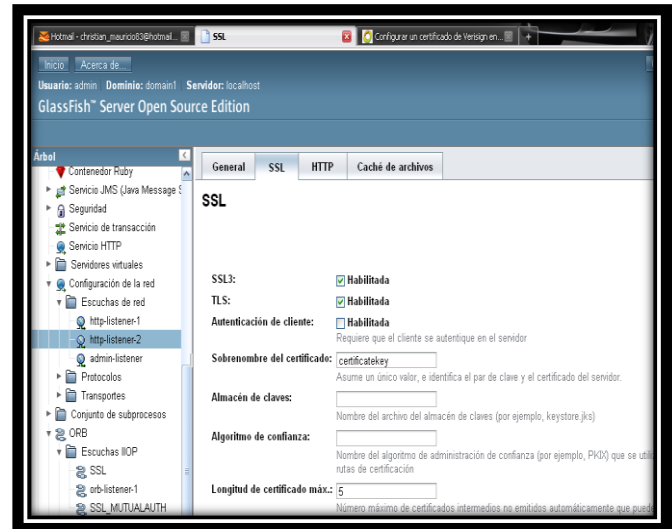 Hotmail - christian_mauricio83@hotmail...
SSL
Configurar un certificado de Verisign en...
Inicio
Acerca de...
Usuario: admin Dominio: domain1 Servidor: localhost
GlassFish™ Server Open Source Edition
Árbol
Contenedor Ruby
Servicio JMS (Java Message S
Seguridad
Servicio de transacción
Servicio HTTP
Servidores virtuales
Configuración de la red
Escuchas de red
http-listener-1
http-listener-2
admin-listener
Protocolos
Transportes
Conjunto de subprocesos
ORB
Escuchas IIOP
SSL
orb-listener-1
SSL_MUTUALAUTH
General
SSL
HTTP
Caché de archivos
SSL
SSL3: Habilitada
TLS: Habilitada
Autenticación de cliente: Habilitada
Requiere que el cliente se autentique en el servidor
Sobrenombre del certificado: certificatekey
Asume un único valor, e identifica el par de clave y el certificado del servidor.
Almacén de claves:
Nombre del archivo del almacén de claves (por ejemplo, keystore.jks)
Algoritmo de confianza:
Nombre del algoritmo de administración de confianza (por ejemplo, PKIX) que se utili
rutas de certificación
Longitud de certificado máx.: 5
Número máximo de certificados intermedios no emitidos automáticamente que pued